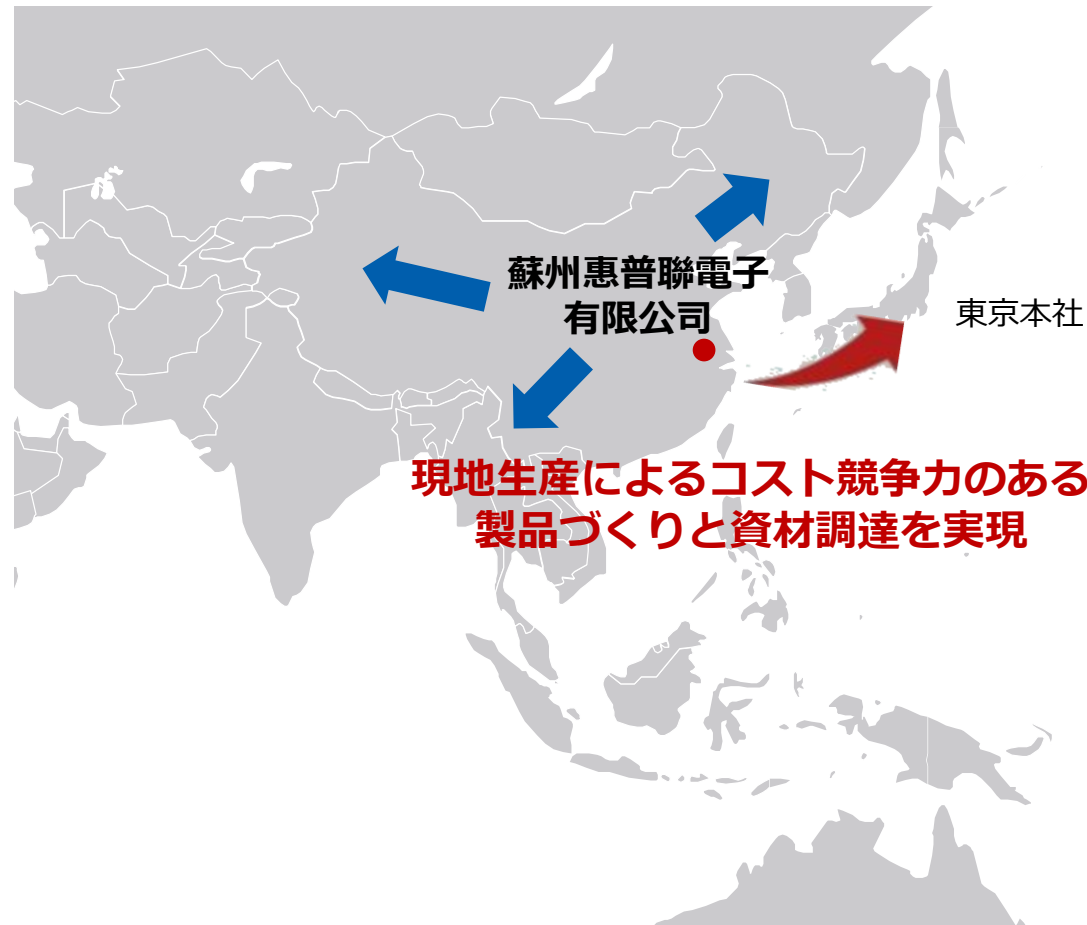 蘇州惠普聯電子
有限公司
東京本社
現地生産によるコスト競争力のある
製品づくりと資材調達を実現